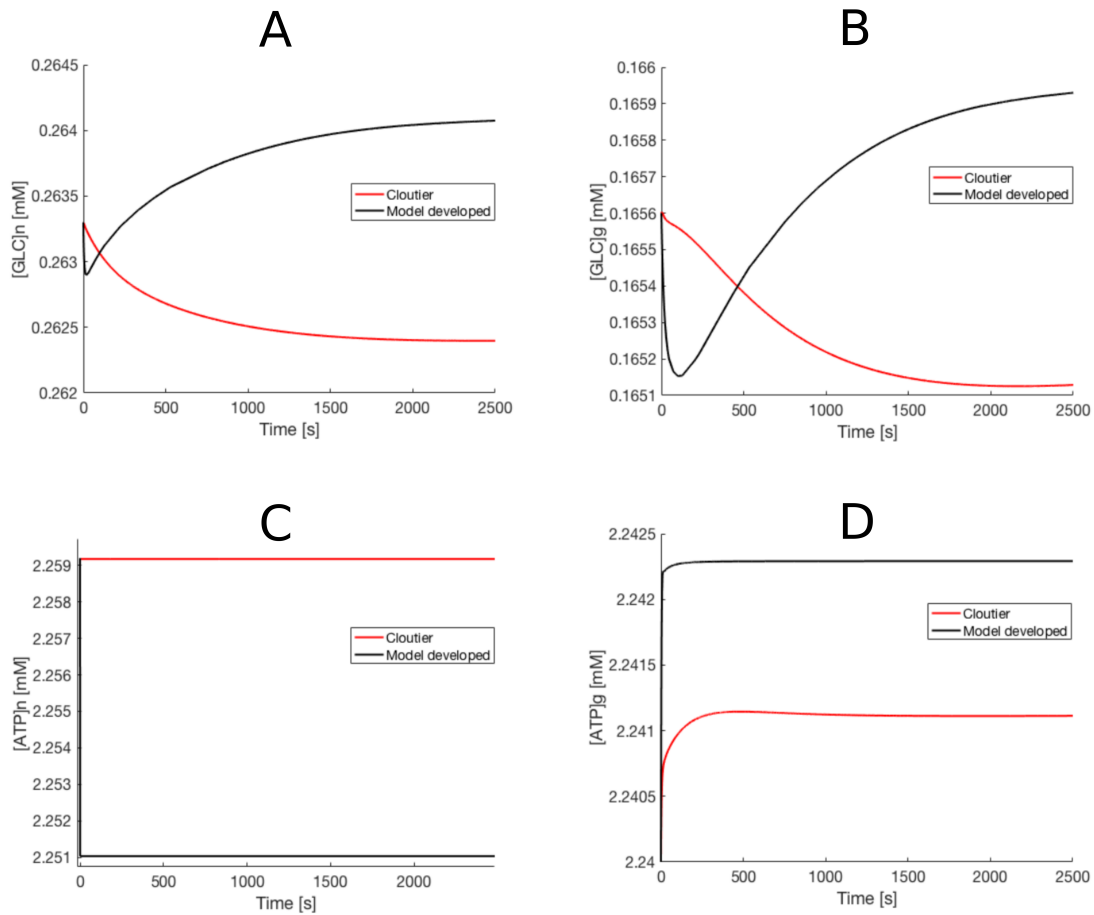 A
0.2645
0.264
0.2635
0.263
0.2625
0.262
[GLC]n [mM]
Cloutier
Model developed
0 500 1000 1500 2000 2500
Time [s]
B
0.166
0.1659
0.1658
0.1657
0.1656
0.1655
0.1654
0.1653
0.1652
0.1651
[GLC]g [mM]
Cloutier
Model developed
0 500 1000 1500 2000 2500
Time [s]
C
2.259
2.258
2.257
2.256
2.255
2.254
2.253
2.252
2.251
[ATP]n [mM]
Cloutier
Model developed
0 500 1000 1500 2000
Time [s]
D
2.2425
2.242
2.2415
2.241
2.2405
2.24
[ATP]g [mM]
Cloutier
Model developed
0 500 1000 1500 2000 2500
Time [s]